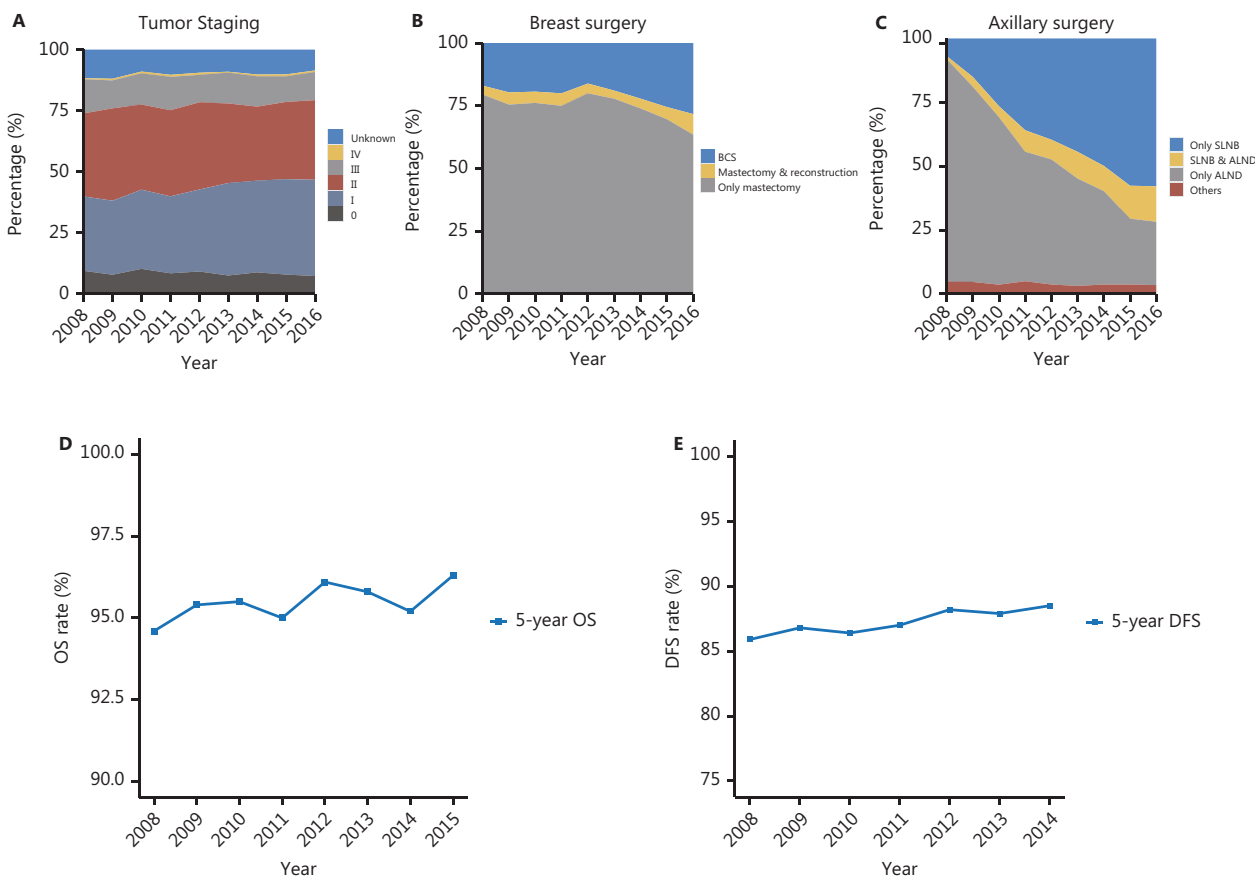 A
Tumor Staging
Percentage (%)
100
75
50
25
0
2008
2009
2010
2011
2012
2013
2014
2015
2016
Year
Unknown
IV
III
II
I
0
B
Breast surgery
Percentage (%)
100
75
50
25
0
2008
2009
2010
2011
2012
2013
2014
2015
2016
Year
BCS
Mastectomy & reconstruction
Only mastectomy
C
Axillary surgery
Percentage (%)
100
75
50
25
0
2008
2009
2010
2011
2012
2013
2014
2015
2016
Year
Only SLNB
SLNB & ALND
Only ALND
Others
D
OS rate (%)
100.0
97.5
95.0
92.5
90.0
2008
2009
2010
2011
2012
2013
2014
2015
Year
5-year OS
E
DFS rate (%)
100
95
90
85
80
75
2008
2009
2010
2011
2012
2013
2014
Year
5-year DFS